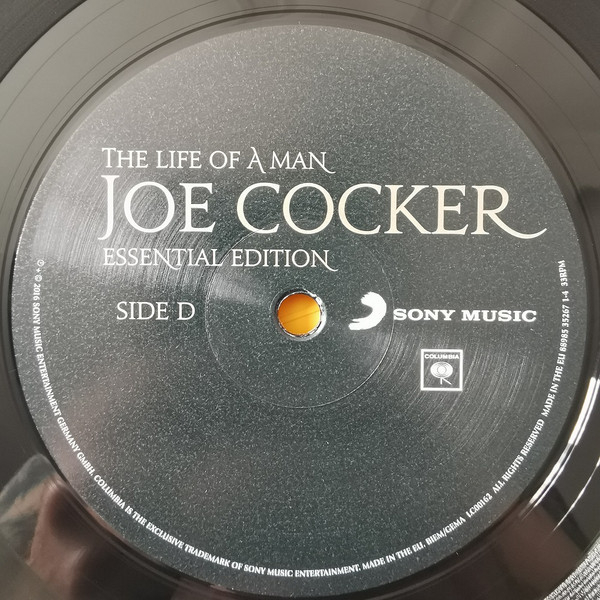 THE LIFE OF A MAN
JOE COCKER
ESSENTIAL EDITION
SIDE D
SONY MUSIC
COLUMBIA
℗ + © 2016 SONY MUSIC ENTERTAINMENT GERMANY GMBH. COLUMBIA IS THE EXCLUSIVE TRADEMARK OF SONY MUSIC ENTERTAINMENT. MADE IN THE EU. BIEM/GEMA LC00162 ALL RIGHTS RESERVED MADE IN THE EU 88985 35267 1-4 33RPM